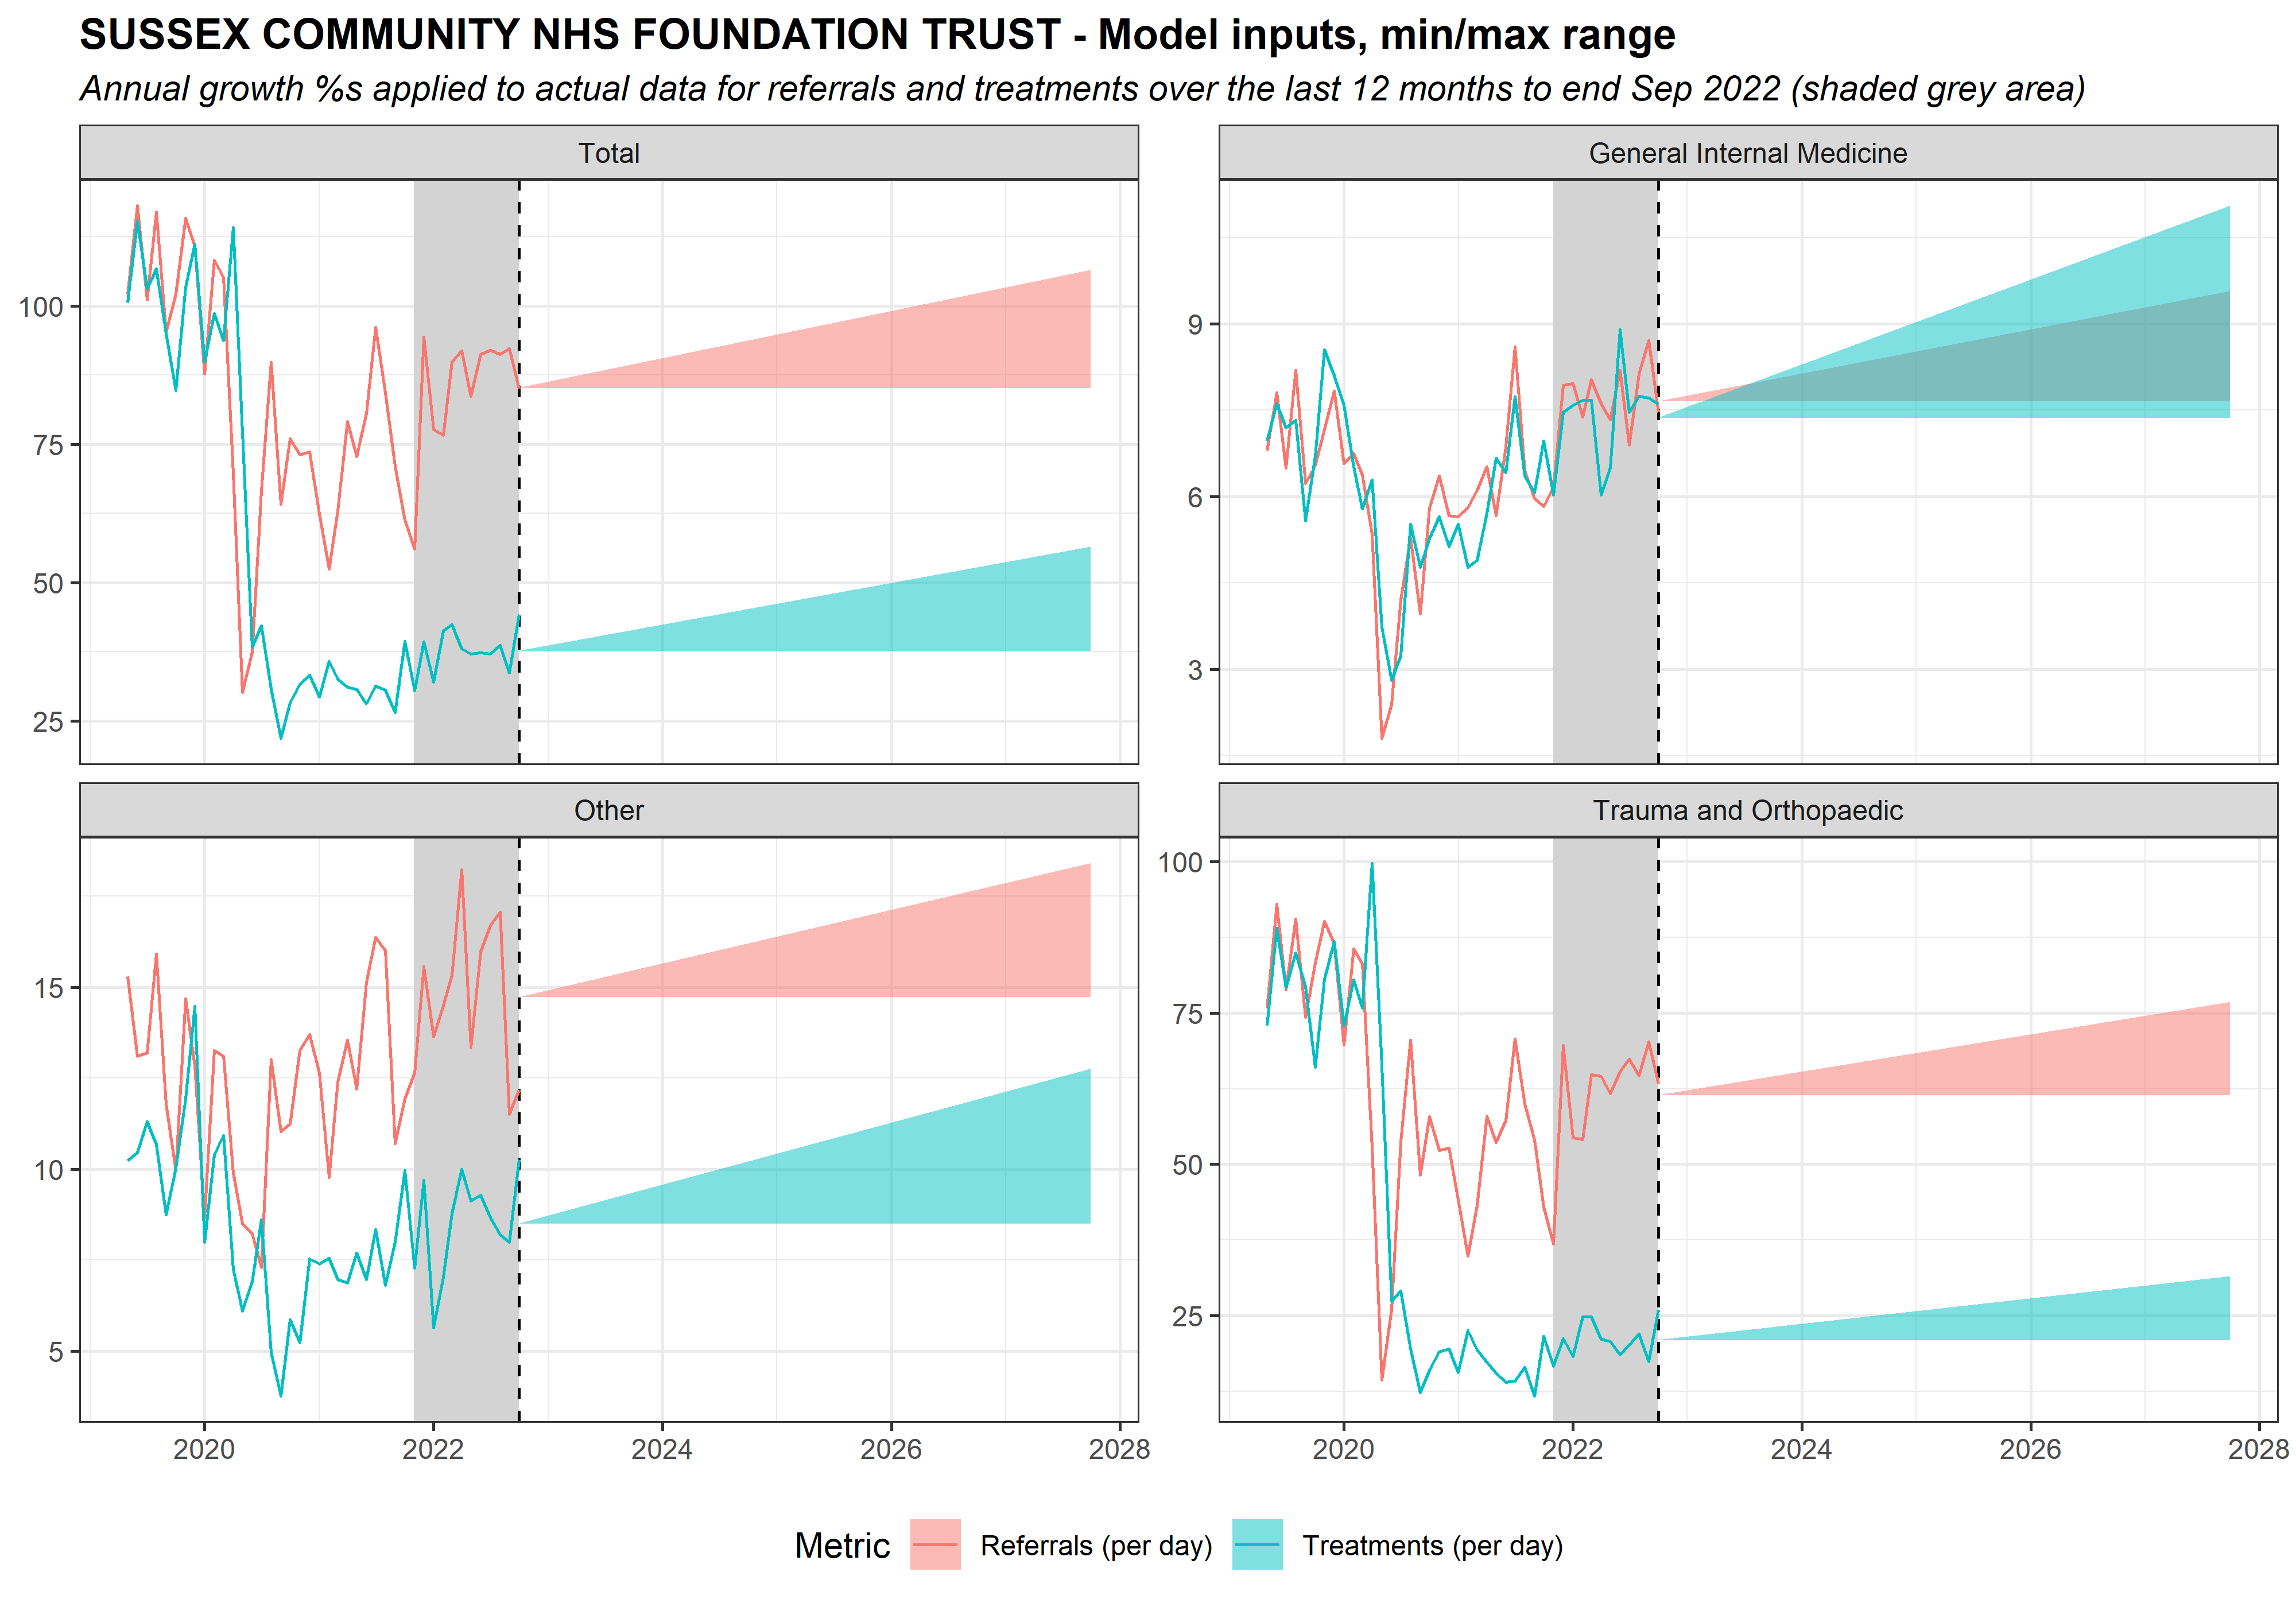 SUSSEX COMMUNITY NHS FOUNDATION TRUST - Model inputs, min/max range
Annual growth %s applied to actual data for referrals and treatments over the last 12 months to end Sep 2022 (shaded grey area)
Total
General Internal Medicine
100
75
50
25
9
6
3
Other
Trauma and Orthopaedic
15
10
5
100
75
50
25
2020 2022 2024 2026 2028
2020 2022 2024 2026 2028
Metric Referrals (per day) Treatments (per day)